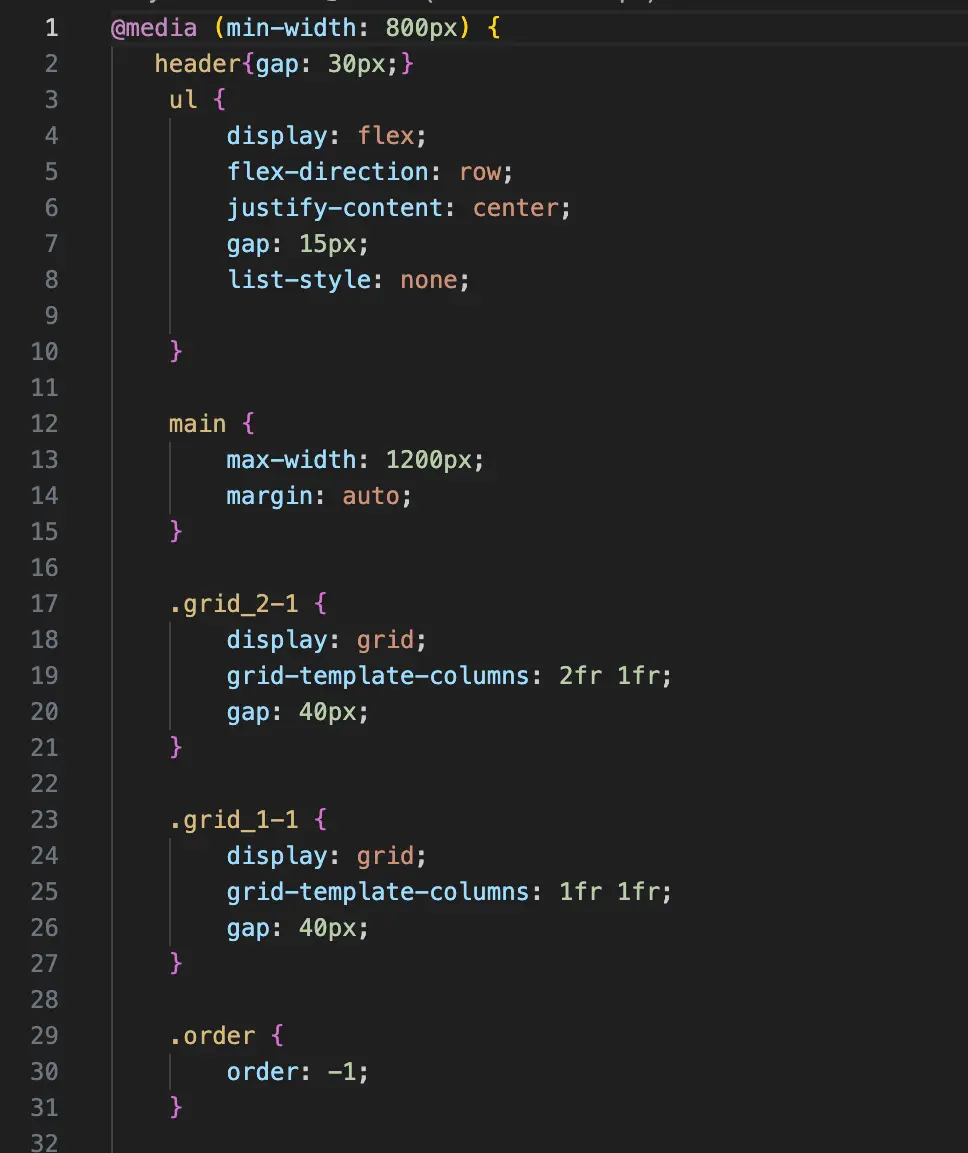 1 @media (min-width: 800px) {
2 header{gap: 30px;}
3 ul {
4 display: flex;
5 flex-direction: row;
6 justify-content: center;
7 gap: 15px;
8 list-style: none;
9
10 }
11
12 main {
13 max-width: 1200px;
14 margin: auto;
15 }
16
17 .grid_2-1 {
18 display: grid;
19 grid-template-columns: 2fr 1fr;
20 gap: 40px;
21 }
22
23 .grid_1-1 {
24 display: grid;
25 grid-template-columns: 1fr 1fr;
26 gap: 40px;
27 }
28
29 .order {
30 order: -1;
31 }
32